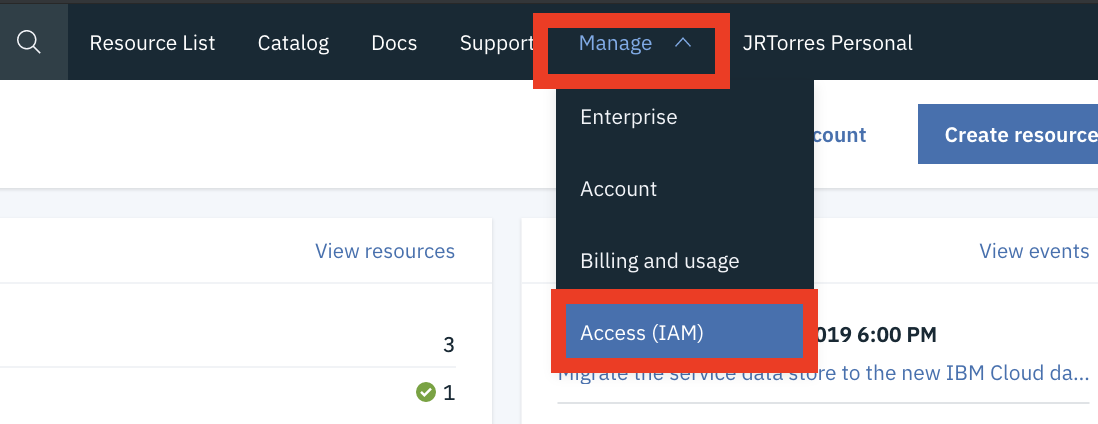 Resource List Catalog Docs Support Manage JRTorres Personal
Enterprise
count Create resource
Account
View resources View events
Billing and usage
3
Access (IAM)
019 6:00 PM
Migrate the service data store to the new IBM Cloud da...
1